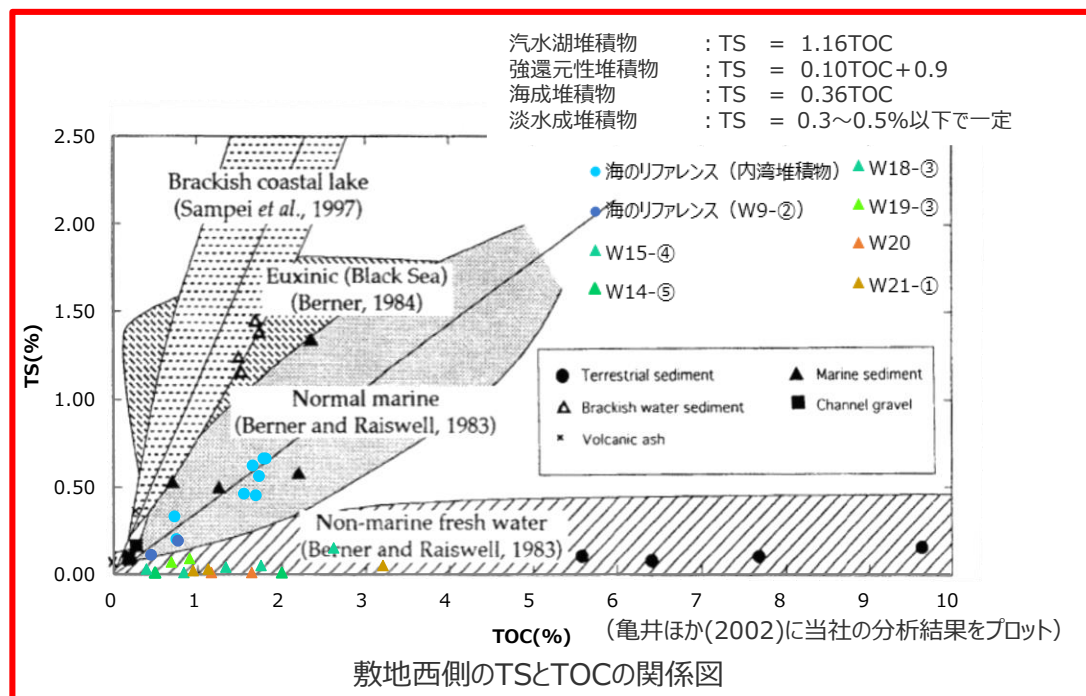 汽水湖堆積物 : TS = 1.16TOC
強還元性堆積物 : TS = 0.10TOC+0.9
海成堆積物 : TS = 0.36TOC
淡水成堆積物 : TS = 0.3~0.5%以下で一定
2.50
2.00
1.50
1.00
0.50
0.00
TS(%)
Brackish coastal lake
(Sampei et al., 1997)
Euxinic (Black Sea)
(Berner, 1984)
Normal marine
(Berner and Raiswell, 1983)
Non-marine fresh water
(Berner and Raiswell, 1983)
海のリファレンス(内湾堆積物)
海のリファレンス(W9-②)
W15-④
W14-⑤
W18-③
W19-③
W20
W21-①
Terrestrial sediment
Brackish water sediment
Volcanic ash
Marine sediment
Channel gravel
0 1 2 3 4 5 6 7 8 9 10
TOC(%)
(亀井ほか(2002)に当社の分析結果をプロット)
敷地西側のTSとTOCの関係図